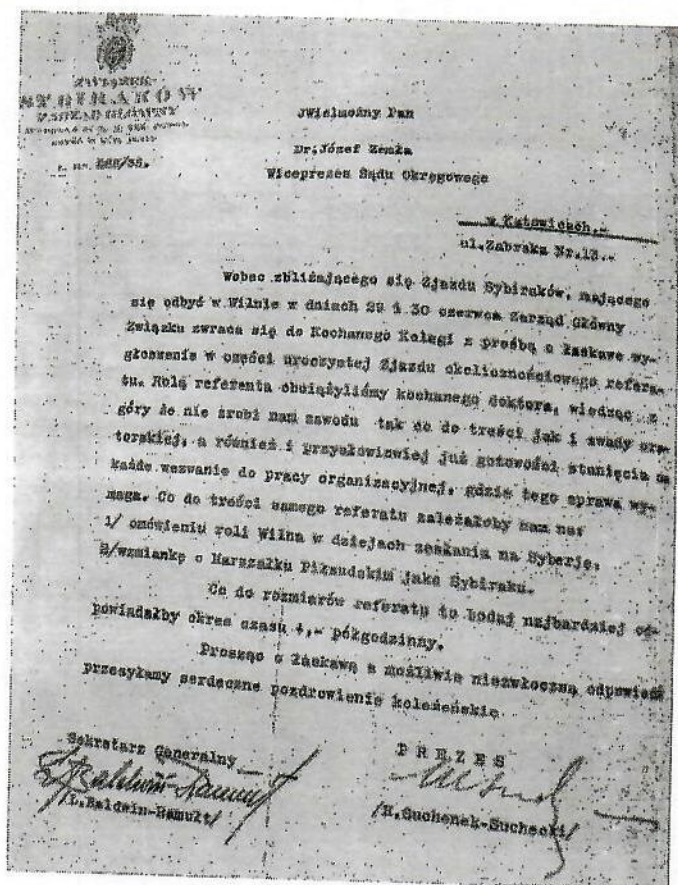 ZWIĄZEK
SYBIRAKÓW
ZARZĄD GŁÓWNY
JWielmożny Pan
Dr.Józef Zemła
Wiceprezes Sądu Okręgowego
w Katowicach,-
ul.Zabrska Nr.13.-
Wobec zbliżającego się Zjazdu Sybiraków, mającego
się odbyć w Wilnie w dniach 29 i 30 czerwca Zarząd Główny
Związku zwraca się do Kochanego Kolegi z prośbą o łaskawe wy-
głoszenie w części uroczystej Zjazdu okolicznościowego refera-
tu. Rolą referenta obciążyliśmy kochanego doktora, wiedząc z
góry że nie zrobi nam zawodu tak co do treści jak i swady ora-
torskiej, a również i przysłowiowiej już gotowości stanięcia na
każde wezwanie do pracy organizacyjnej, gdzie tego sprawa wy-
maga. Co do treści samego referatu zależałoby nam na:
1/ omówieniu roli Wilna w dziejach zesłania na Syberję,
2/wzmiankę o Marszałku Piłsudskim jako Sybiraku.
Co do rozmiarów referatu to bodaj najbardziej od-
powiadałby okres czasu +,- półgodzinny.
Prosząc o łaskawą a możliwie niezwłoczną odpowiedź
przesyłamy serdeczne pozdrowienie koleżeńskie
Sekretarz Generalny
PREZES
/L.Baldwin-Ramułt/
/H.Suchenek-Suchecki/